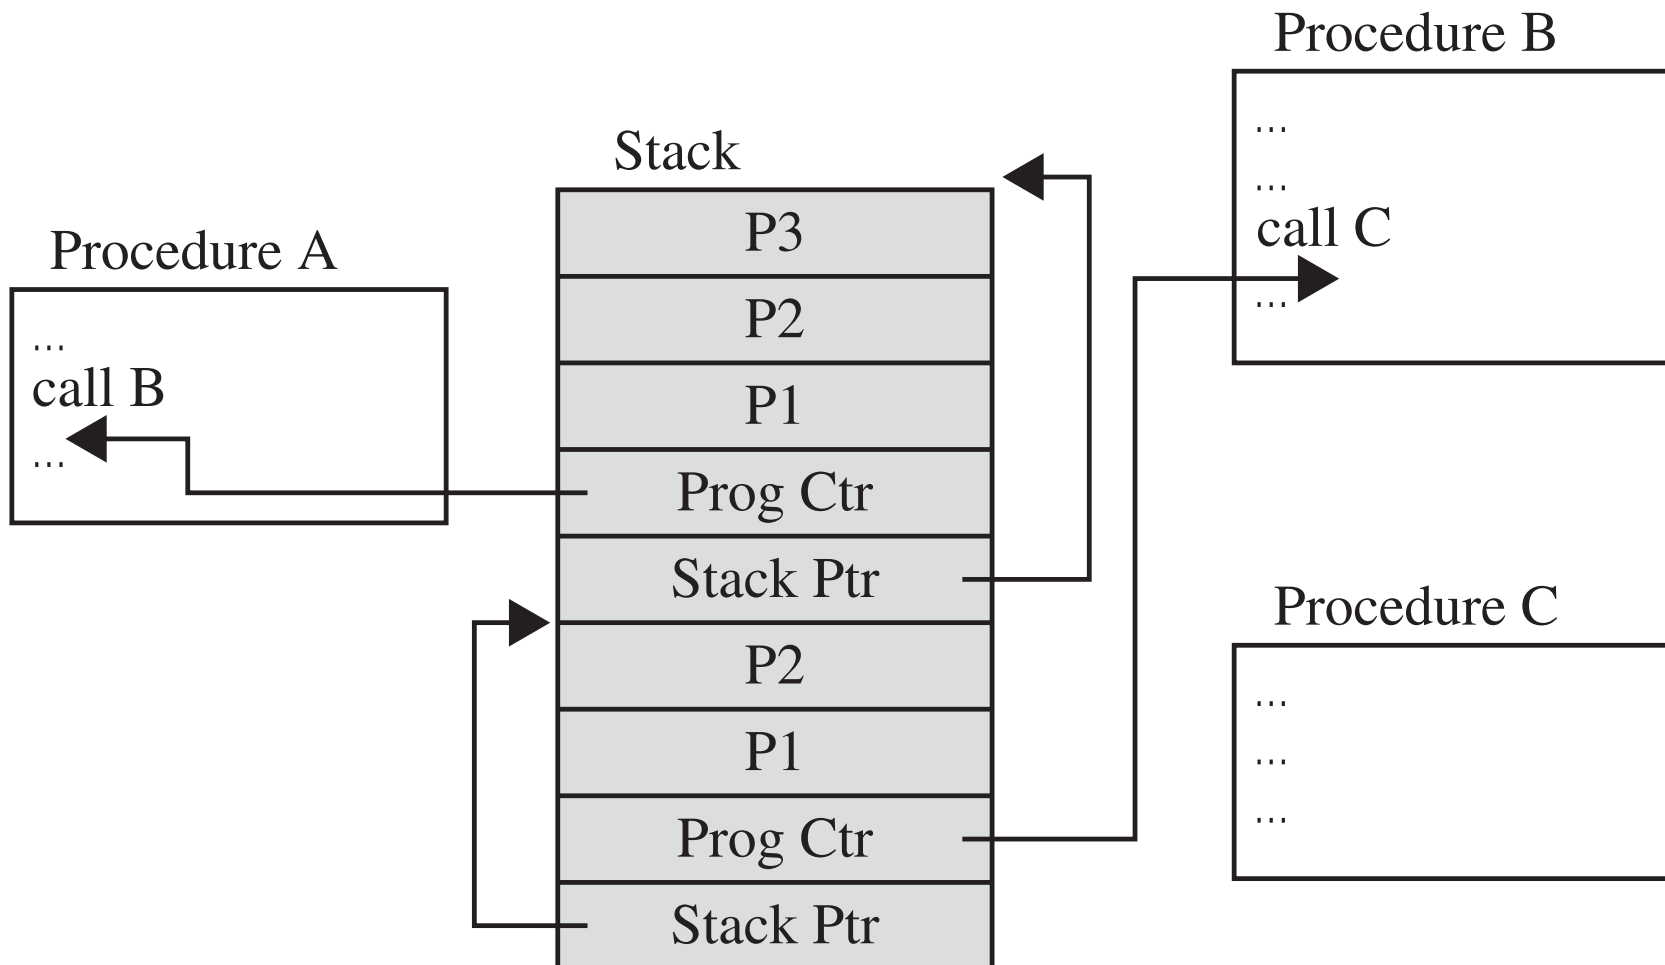 Procedure A
...
call B
...
Stack
P3
P2
P1
Prog Ctr
Stack Ptr
P2
P1
Prog Ctr
Stack Ptr
Procedure B
...
...
call C
...
Procedure C
...
...
...